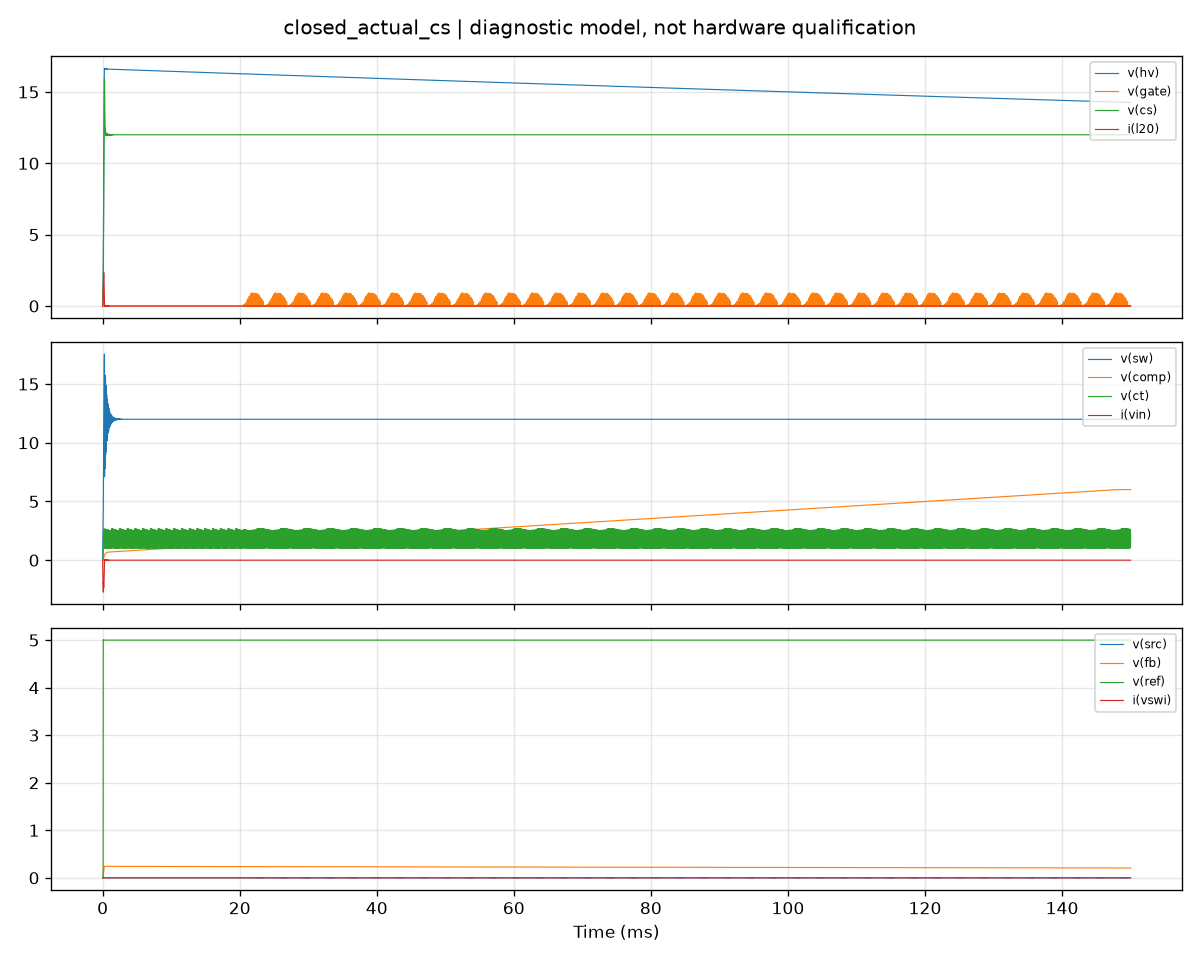 closed_actual_cs | diagnostic model, not hardware qualification
15
10
5
0
v(hv)
v(gate)
v(cs)
i(l20)
15
10
5
0
v(sw)
v(comp)
v(ct)
i(vin)
5
4
3
2
1
0
v(src)
v(fb)
v(ref)
i(vswi)
0 20 40 60 80 100 120 140
Time (ms)